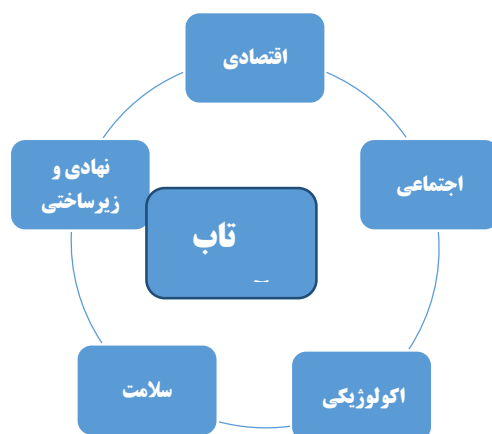 اقتصادی
اجتماعی
نهادی و
زیرساختی
تاب
سلامت
اکولوژیکی